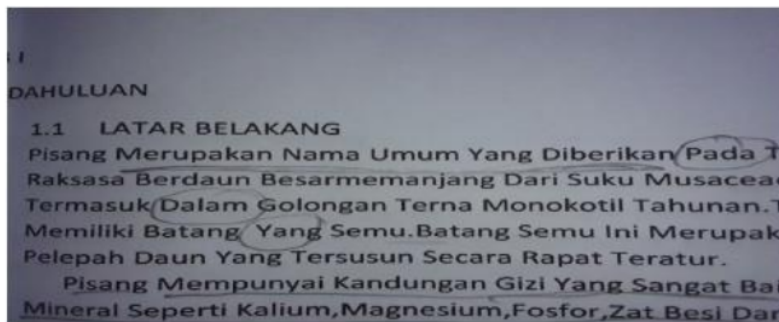 I
DAHULUAN
1.1 LATAR BELAKANG
Pisang Merupakan Nama Umum Yang Diberikan Pada T
Raksasa Berdaun Besarmemanjang Dari Suku Musacea
Termasuk Dalam Golongan Terna Monokotil Tahunan.T
Memiliki Batang Yang Semu.Batang Semu Ini Merupak
Pelepah Daun Yang Tersusun Secara Rapat Teratur.
Pisang Mempunyai Kandungan Gizi Yang Sangat Bai
Mineral Seperti Kalium,Magnesium,Fosfor,Zat Besi Dan